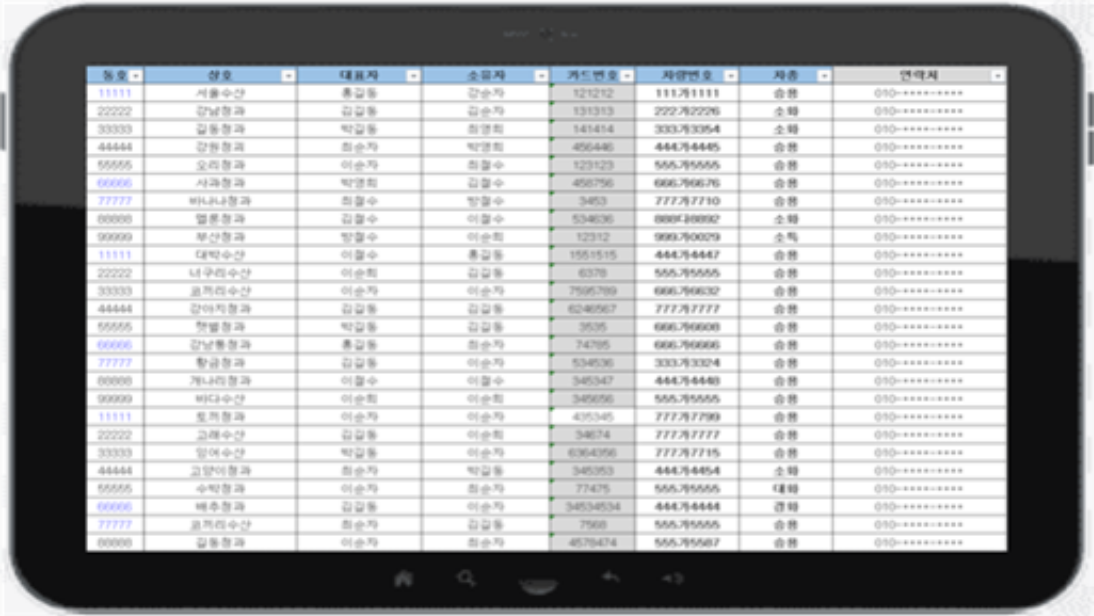 동호 상호 대표자 소유자 카드번호 차량번호 차종 연락처
11111 서울수산 홍길동 강순자 121212 111가1111 승용 010-****-****
22222 강남청과 김길동 김순자 131313 222가2226 소화 010-****-****
33333 길동청과 박길동 최영희 141414 333가3354 소화 010-****-****
44444 강원청과 최순자 박영희 456446 444가4445 승용 010-****-****
55555 오리청과 이순자 최철수 123123 555가5555 승용 010-****-****
66666 사과청과 박영희 김철수 458756 666가6676 승용 010-****-****
77777 바나나청과 최철수 방철수 3453 777가7710 승용 010-****-****
88888 멜론청과 김철수 이철수 534636 888다8892 소화 010-****-****
99999 부산청과 방철수 이순희 12312 999가0029 소특 010-****-****
11111 대박수산 이철수 홍길동 1551515 444가4447 승용 010-****-****
22222 너구리수산 이순희 김길동 6378 555가5555 승용 010-****-****
33333 코끼리수산 이순자 이순자 7595789 666가6632 승용 010-****-****
44444 강아지청과 김길동 김길동 6246567 777가7777 승용 010-****-****
55555 햇벌청과 박길동 김길동 3535 666가6608 승용 010-****-****
66666 강남통청과 홍길동 최순자 74785 666가6666 승용 010-****-****
77777 황금청과 김길동 이순자 534536 333가3324 승용 010-****-****
88888 개나리청과 이철수 이철수 345347 444가4448 승용 010-****-****
99999 바다수산 이순희 이순희 345656 555가5555 승용 010-****-****
11111 토끼청과 이순자 이순자 435345 777가7799 승용 010-****-****
22222 고래수산 김길동 이순희 34674 777가7777 승용 010-****-****
33333 잉어수산 박길동 김길동 6364356 777가7715 승용 010-****-****
44444 고양이청과 최순자 박길동 345353 444가4454 소화 010-****-****
55555 수박청과 이순자 최순자 77475 555가5555 대화 010-****-****
66666 배추청과 김길동 이순자 34534534 444가4444 경화 010-****-****
77777 코끼리수산 최순자 김길동 7568 555가5555 승용 010-****-****
88888 길동청과 이순자 최순자 4578474 555가5587 승용 010-****-****